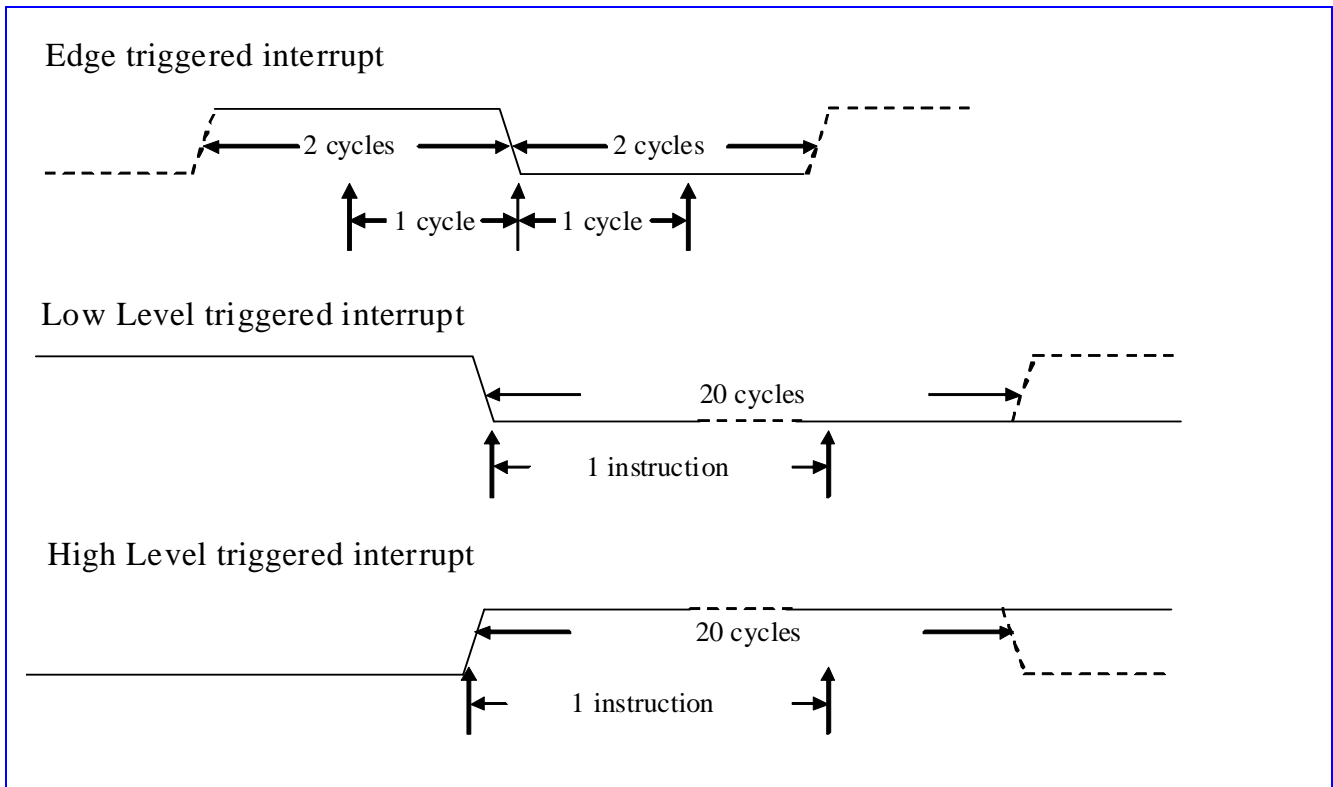 Edge triggered interrupt
2 cycles 2 cycles
1 cycle 1 cycle
Low Level triggered interrupt
20 cycles
1 instruction
High Level triggered interrupt
20 cycles
1 instruction